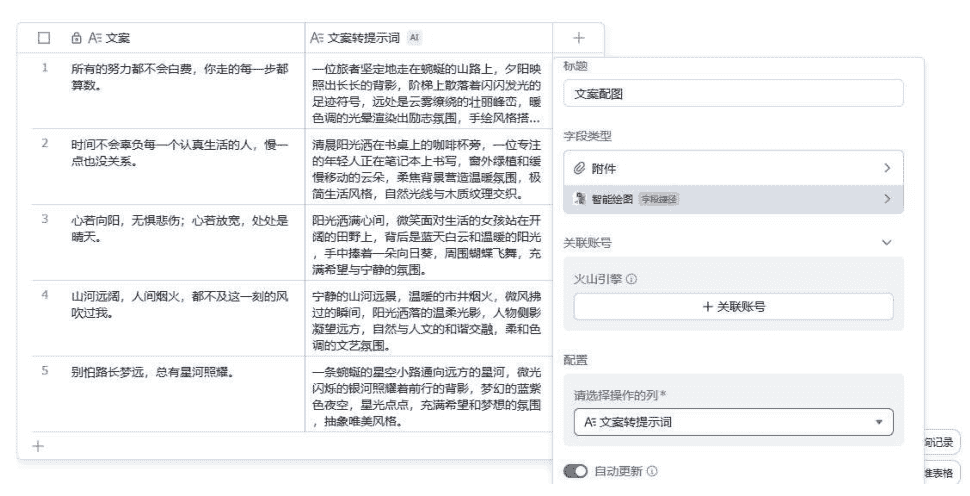 文案
文案转提示词 AI
1
所有的努力都不会白费，你走的每一步都
算数。
一位旅者坚定地走在蜿蜒的山路上，夕阳映
照出长长的背影，阶梯上散落着闪闪发光的
足迹符号，远处是云雾缭绕的壮丽峰峦，暖
色调的光晕渲染出励志氛围，手绘风格搭...
2
时间不会辜负每一个认真生活的人，慢一
点也没关系。
清晨阳光洒在书桌上的咖啡杯旁，一位专注
的年轻人正在笔记本上书写，窗外绿植和缓
慢移动的云朵，柔焦背景营造温暖氛围，极
简生活风格，自然光线与木质纹理交织。
3
心若向阳，无惧悲伤；心若放宽，处处是
晴天。
阳光洒满心间，微笑面对生活的女孩站在开
阔的田野上，背后是蓝天白云和温暖的阳光
，手中捧着一朵向日葵，周围蝴蝶飞舞，充
满希望与宁静的氛围。
4
山河远阔，人间烟火，都不及这一刻的风
吹过我。
宁静的山河远景，温暖的市井烟火，微风拂
过的瞬间，阳光洒落的温柔光影，人物侧影
凝望远方，自然与人文的和谐交融，柔和色
调的文艺氛围。
5
别怕路长梦远，总有星河照耀。
一条蜿蜒的星空小路通向远方的星河，微光
闪烁的银河照耀着前行的背影，梦幻的蓝紫
色夜空，星光点点，充满希望和梦想的氛围
，抽象唯美风格。
标题
文案配图
字段类型
附件
智能绘图 字段捷径
关联账号
火山引擎
+ 关联账号
配置
请选择操作的列*
文案转提示词
自动更新
记录
表格